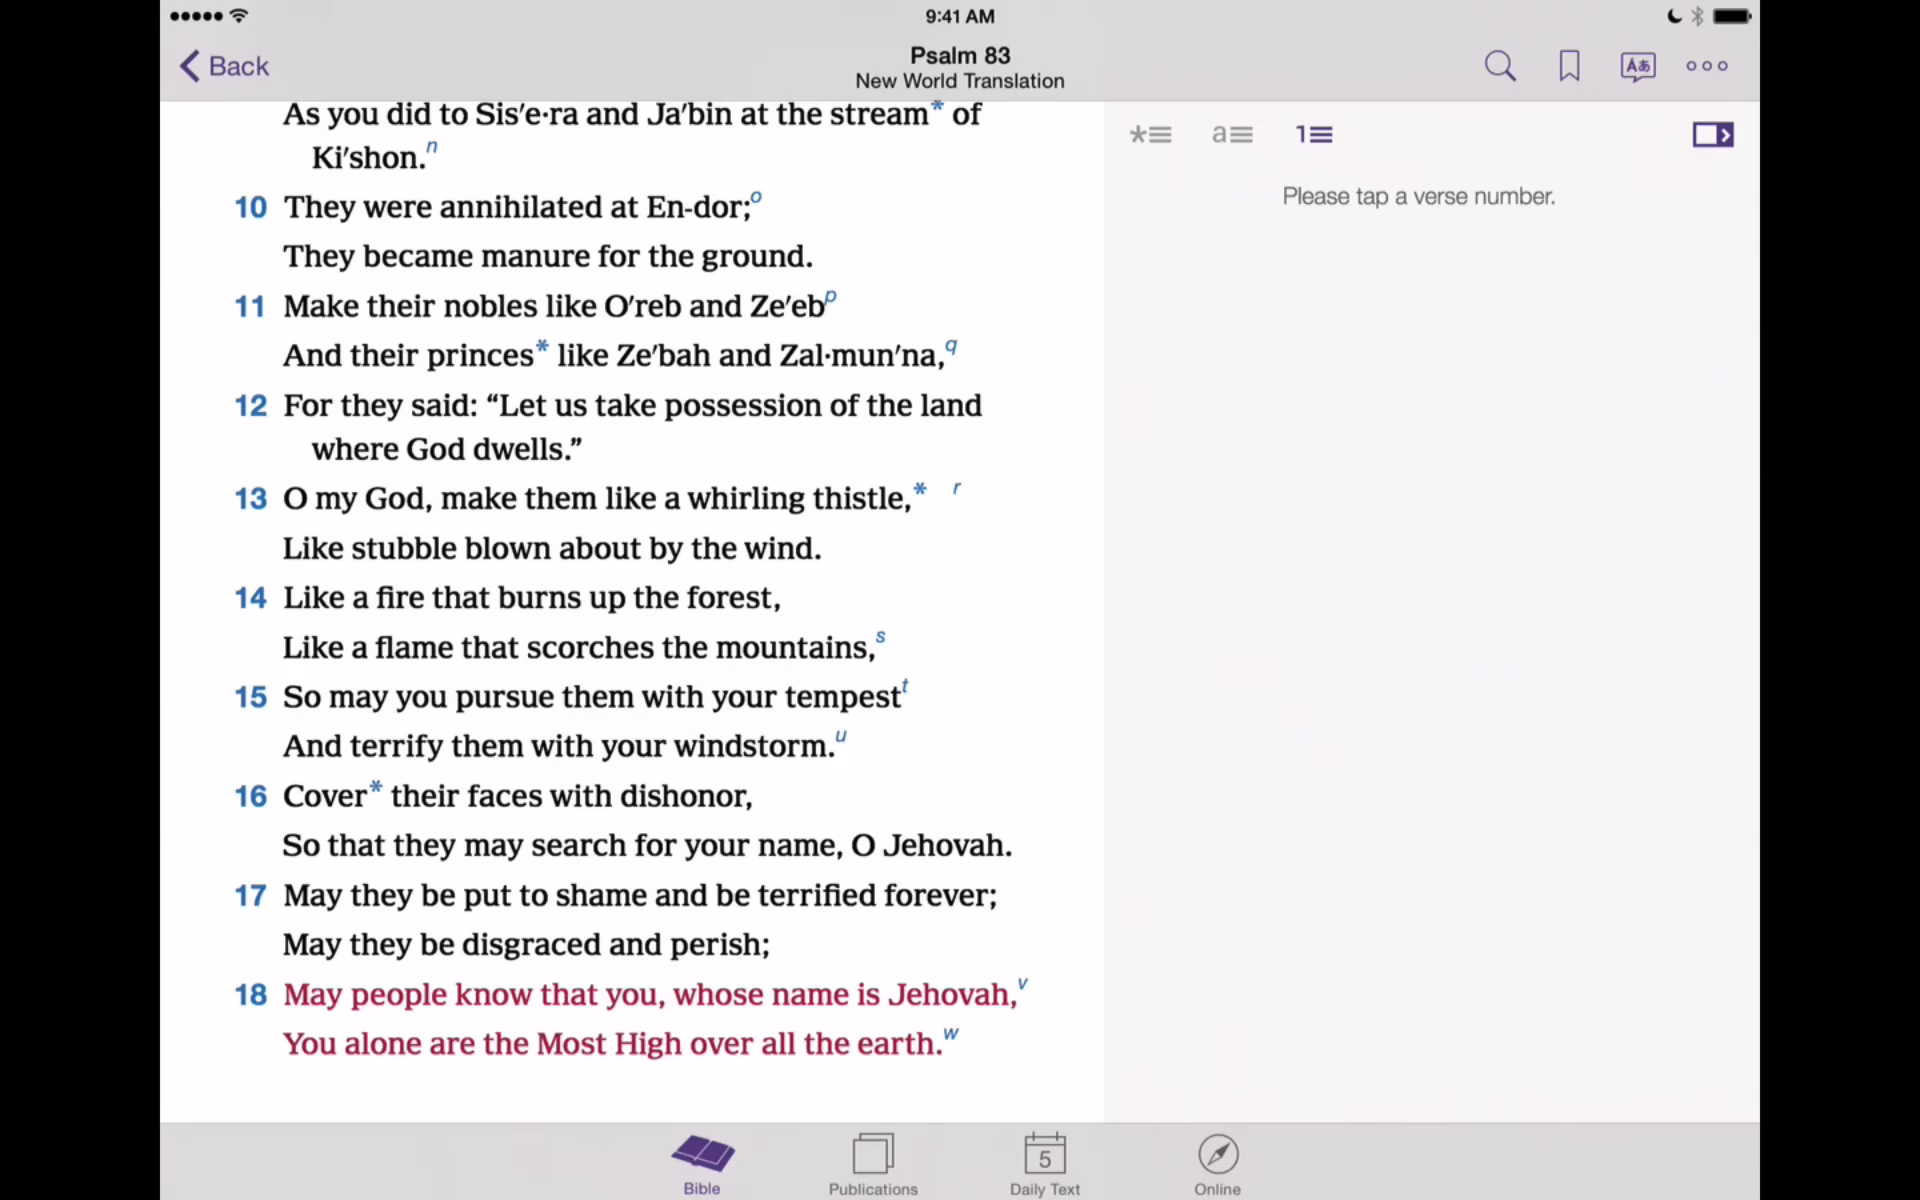 9:41 AM
Back
Psalm 83
New World Translation
As you did to Sis′e·ra and Ja′bin at the stream* of
Ki′shon.n
10 They were annihilated at En-dor;o
They became manure for the ground.
11 Make their nobles like O′reb and Ze′ebp
And their princes* like Ze′bah and Zal·mun′na,q
12 For they said: “Let us take possession of the land
where God dwells.”
13 O my God, make them like a whirling thistle,* r
Like stubble blown about by the wind.
14 Like a fire that burns up the forest,
Like a flame that scorches the mountains,s
15 So may you pursue them with your tempestt
And terrify them with your windstorm.u
16 Cover* their faces with dishonor,
So that they may search for your name, O Jehovah.
17 May they be put to shame and be terrified forever;
May they be disgraced and perish;
18 May people know that you, whose name is Jehovah,v
You alone are the Most High over all the earth.w
Please tap a verse number.
Bible
Publications
5
Daily Text
Online